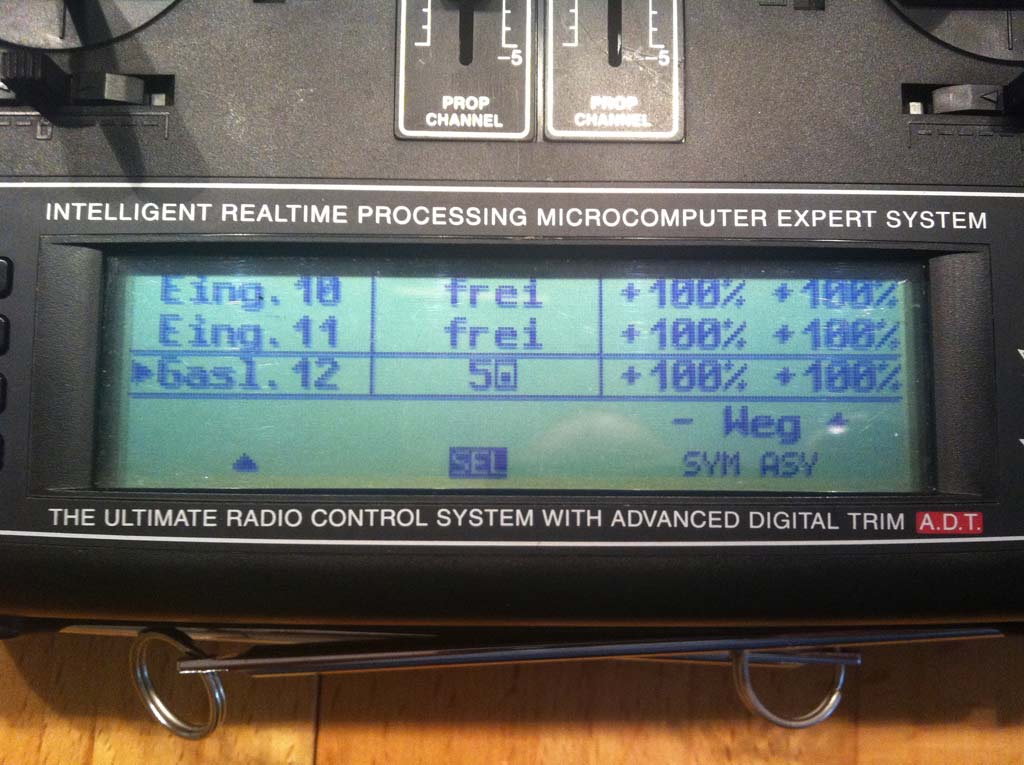 -5
-5
PROP CHANNEL
PROP CHANNEL
INTELLIGENT REALTIME PROCESSING MICROCOMPUTER EXPERT SYSTEM
Eing.10 frei +100% +100%
Eing.11 frei +100% +100%
Gasl.12 5 +100% +100%
- Weg +
SEL SYM ASY
THE ULTIMATE RADIO CONTROL SYSTEM WITH ADVANCED DIGITAL TRIM A.D.T.